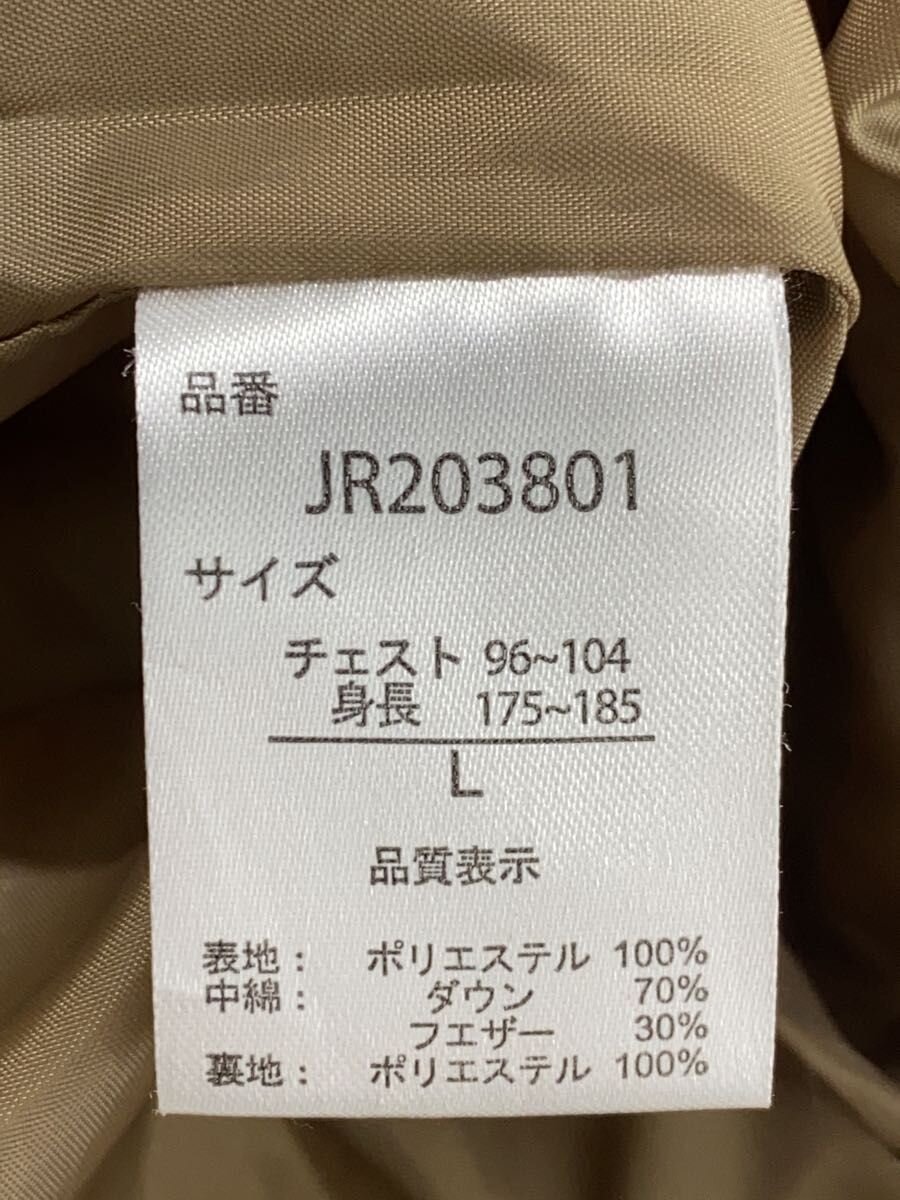 品番
JR203801
サイズ
チェスト 96~104
身長 175~185
L
品質表示
表地： ポリエステル 100%
中綿： ダウン 70%
フエザー 30%
裏地： ポリエステル 100%